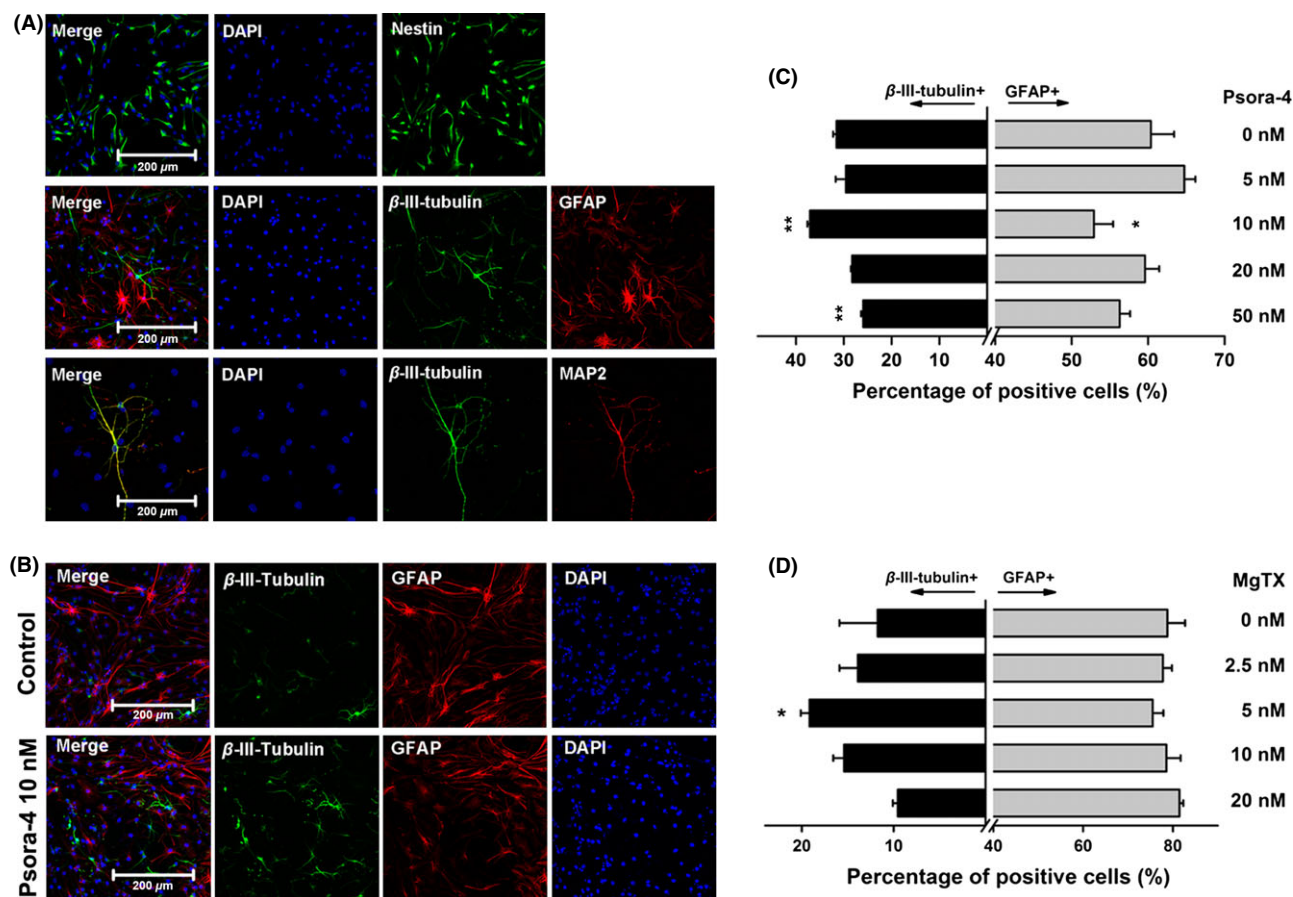 (A)
Merge
DAPI
Nestin
200 µm
Merge
DAPI
β-III-tubulin
GFAP
200 µm
Merge
DAPI
β-III-tubulin
MAP2
200 µm
(B)
Control
Merge
β-III-Tubulin
GFAP
DAPI
200 µm
Psora-4 10 nM
Merge
β-III-Tubulin
GFAP
DAPI
200 µm
(C)
β-III-tubulin+ GFAP+
Psora-4
0 nM
5 nM
** 10 nM *
20 nM
** 50 nM
40 30 20 10 40 50 60 70
Percentage of positive cells (%)
(D)
β-III-tubulin+ GFAP+
MgTX
0 nM
2.5 nM
* 5 nM
10 nM
20 nM
20 10 40 60 80
Percentage of positive cells (%)